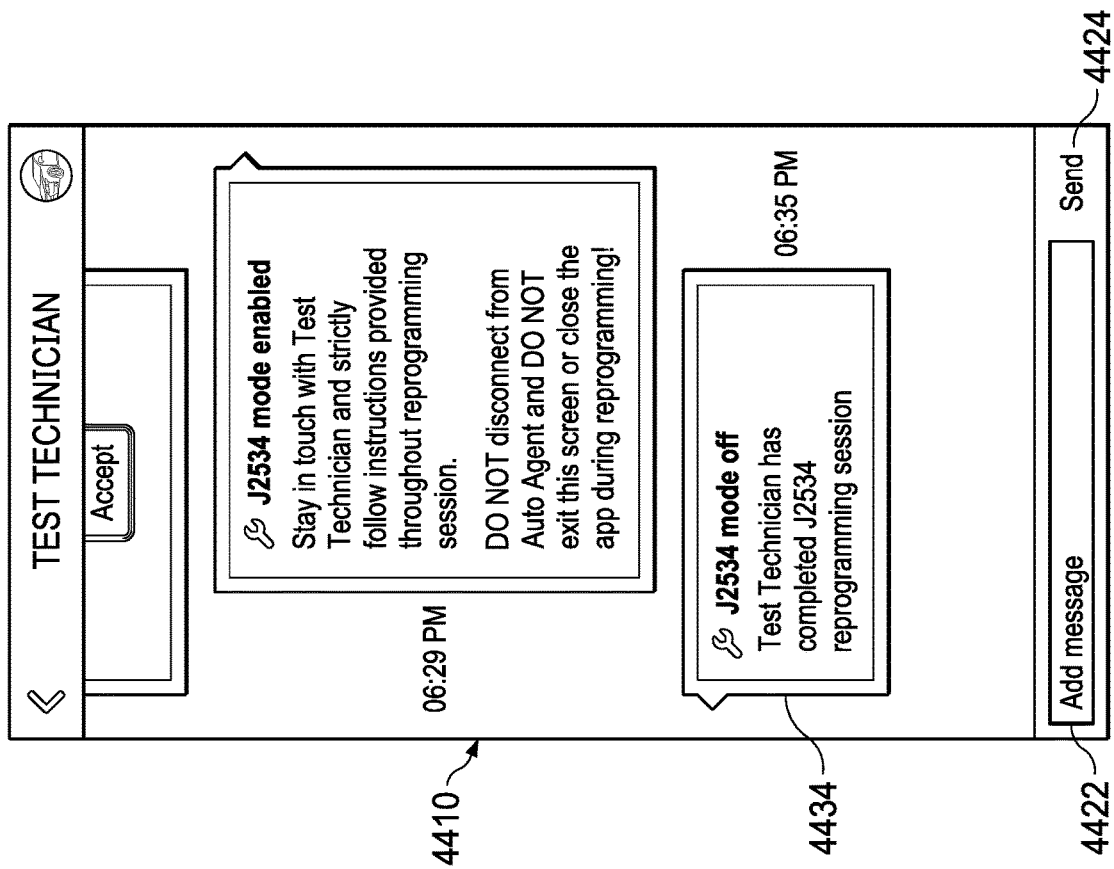 TEST TECHNICIAN
Accept
J2534 mode enabled
Stay in touch with Test
Technician and strictly
follow instructions provided
throughout reprogramming
session.
DO NOT disconnect from
Auto Agent and DO NOT
exit this screen or close the
app during reprogramming!
06:29 PM
J2534 mode off
Test Technician has
completed J2534
reprogramming session
06:35 PM
Add message
Send
4410
4434
4422
4424